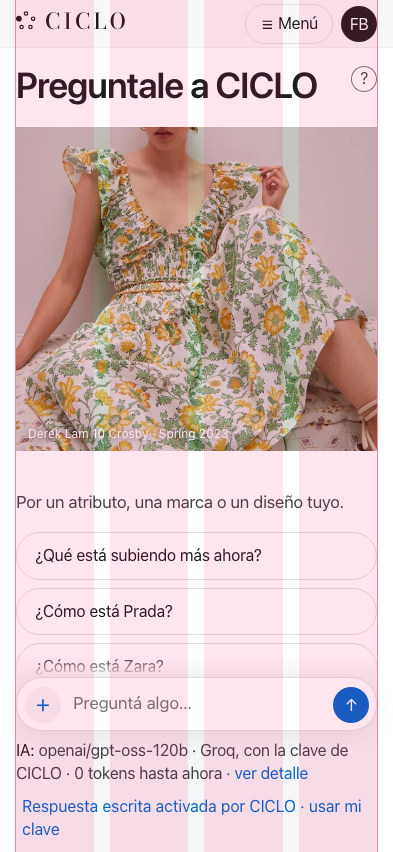 CICLO
☰ Menú
FB
Preguntale a CICLO
?
Derek Lam 10 Crosby · Spring 2023
Por un atributo, una marca o un diseño tuyo.
¿Qué está subiendo más ahora?
¿Cómo está Prada?
¿Cómo está Zara?
+ Preguntá algo... ↑
IA: openai/gpt-oss-120b · Groq, con la clave de
CICLO · 0 tokens hasta ahora · ver detalle
Respuesta escrita activada por CICLO · usar mi
clave